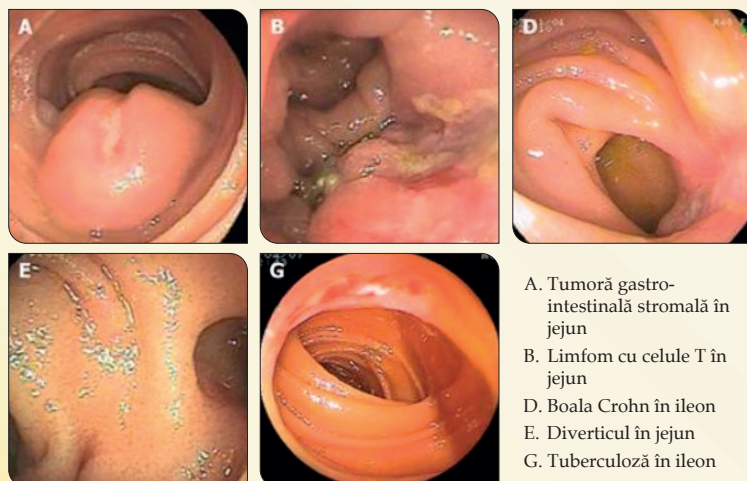 A
B
D
E
G
A. Tumoră gastro-
intestinală stromală în
jejun
B. Limfom cu celule T în
jejun
D. Boala Crohn în ileon
E. Diverticul în jejun
G. Tuberculoză în ileon